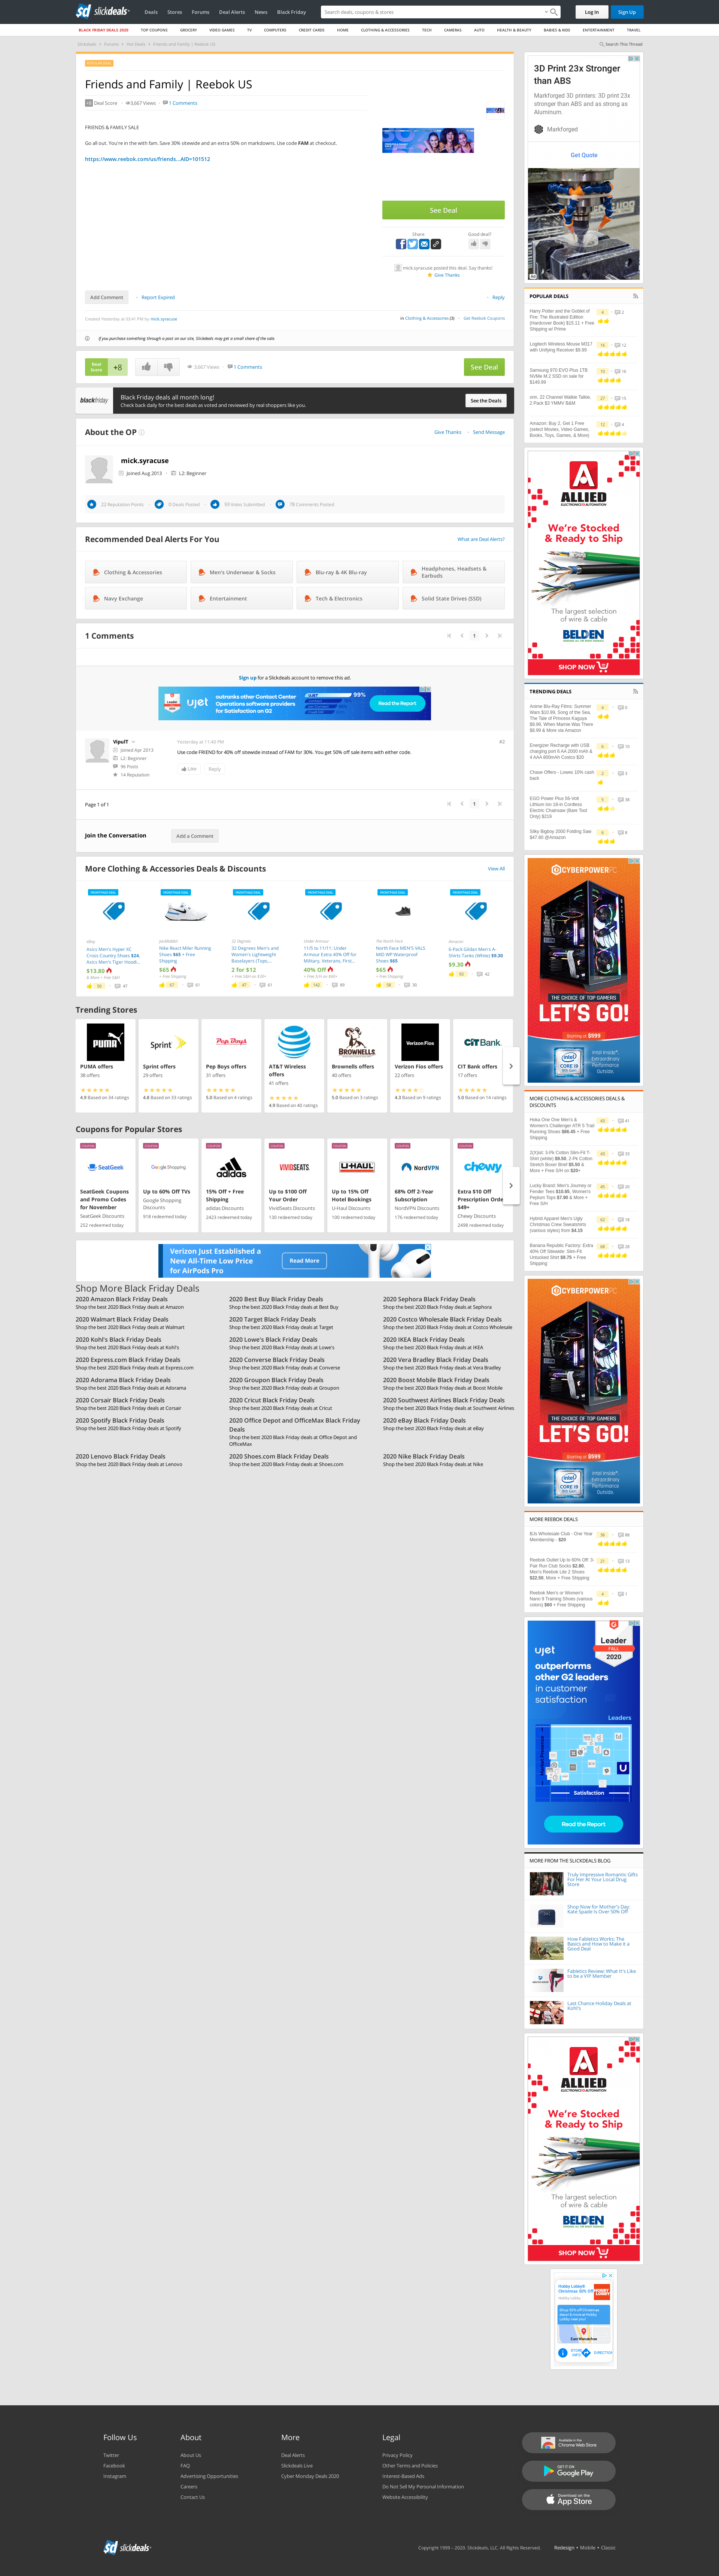 slickdeals
Deals Stores Forums Deal Alerts News Black Friday
Search deals, coupons & stores
Log In Sign Up
BLACK FRIDAY DEALS 2020 TOP COUPONS GROCERY VIDEO GAMES TV COMPUTERS CREDIT CARDS HOME CLOTHING & ACCESSORIES TECH CAMERAS AUTO HEALTH & BEAUTY BABIES & KIDS ENTERTAINMENT TRAVEL
Slickdeals > Forums > Hot Deals > Friends and Family | Reebok US
Search This Thread
Friends and Family | Reebok US
+8 Deal Score 3,667 Views 1 Comments
FRIENDS & FAMILY SALE
Go all out: You're in the with fam. Save 30% sitewide and an extra 50% on markdowns. Use code FAM at checkout.
https://www.reebok.com/us/friends...AID=101512
See Deal
Share Good deal?
mick.syracuse posted this deal. Say thanks!
Give Thanks
Add Comment Report Expired Reply
Created Yesterday at 03:41 PM by mick.syracuse
in Clothing & Accessories (3) Get Reebok Coupons
If you purchase something through a post on our site, Slickdeals may get a small share of the sale.
Deal Score +8 3,667 Views 1 Comments See Deal
blackfriday
Black Friday deals all month long!
Check back daily for the best deals as voted and reviewed by real shoppers like you.
See the Deals
About the OP
Give Thanks Send Message
mick.syracuse
Joined Aug 2013 L2: Beginner
22 Reputation Points 0 Deals Posted 93 Votes Submitted 79 Comments Posted
Recommended Deal Alerts For You
What are Deal Alerts?
Clothing & Accessories
Men's Underwear & Socks
Blu-ray & 4K Blu-ray
Headphones, Headsets & Earbuds
Navy Exchange
Entertainment
Tech & Electronics
Solid State Drives (SSD)
1 Comments
1
Sign up for a Slickdeals account to remove this ad.
ujet outranks other Contact Center Operations software providers for Satisfaction on G2
99%
Read the Report
VipulT
Joined Apr 2013
L2: Beginner
96 Posts
14 Reputation
Yesterday at 11:40 PM
#2
Use code FRIEND for 40% off sitewide instead of FAM for 30%. You get 50% off sale items with either code.
Like Reply
Page 1 of 1
1
Join the Conversation
Add a Comment
More Clothing & Accessories Deals & Discounts
View All
eBay
Asics Men's Hyper XC Cross Country Shoes $24, Asics Men's Tiger Hoodi...
$13.80
& More + Free S&H
JackRabbit
Nike React Miler Running Shoes $65 + Free Shipping
$65
+ Free Shipping
67 61
32 Degrees
32 Degrees Men's and Women's Lightweight Baselayers (Tops,...
2 for $12
47 61
Under Armour
11/5 to 11/11: Under Armour Extra 40% Off for Military, Veterans, First...
40% Off
142 99
The North Face
North Face MEN'S VALS MID WP Waterproof Shoes $65
$65
+ Free Shipping
58 30
Amazon
6-Pack Gildan Men's A-Shirts Tanks (White) $9.30
$9.30
42
Trending Stores
PUMA offers
38 offers
4.9 Based on 34 ratings
Sprint
Sprint offers
29 offers
4.8 Based on 33 ratings
Pep Boys
Pep Boys offers
31 offers
5.0 Based on 4 ratings
AT&T
AT&T Wireless offers
41 offers
4.9 Based on 40 ratings
BROWNELLS
Brownells offers
40 offers
5.0 Based on 3 ratings
Verizon Fios
Verizon Fios offers
22 offers
4.3 Based on 9 ratings
CIT BANK
CIT Bank offers
17 offers
5.0 Based on 14 ratings
Coupons for Popular Stores
SeatGeek
SeatGeek Coupons and Promo Codes for November
SeatGeek Discounts
252 redeemed today
Google Shopping
Up to 60% Off TVs
Google Shopping Discounts
916 redeemed today
adidas
15% Off + Free Shipping
adidas Discounts
2423 redeemed today
VIVIDSEATS
Up to $100 Off Your Order
VividSeats Discounts
130 redeemed today
U-HAUL
Up to 15% Off Hotel Bookings
U-Haul Discounts
100 redeemed today
NordVPN
68% Off 2-Year Subscription
NordVPN Discounts
176 redeemed today
chewy
Extra $10 Off Prescription Orde $49+
Chewy Discounts
2498 redeemed today
Verizon Just Established a New All-Time Low Price for AirPods Pro
Read More
Shop More Black Friday Deals
2020 Amazon Black Friday Deals
Shop the best 2020 Black Friday deals at Amazon
2020 Best Buy Black Friday Deals
Shop the best 2020 Black Friday deals at Best Buy
2020 Sephora Black Friday Deals
Shop the best 2020 Black Friday deals at Sephora
2020 Walmart Black Friday Deals
Shop the best 2020 Black Friday deals at Walmart
2020 Target Black Friday Deals
Shop the best 2020 Black Friday deals at Target
2020 Costco Wholesale Black Friday Deals
Shop the best 2020 Black Friday deals at Costco Wholesale
2020 Kohl's Black Friday Deals
Shop the best 2020 Black Friday deals at Kohl's
2020 Lowe's Black Friday Deals
Shop the best 2020 Black Friday deals at Lowe's
2020 IKEA Black Friday Deals
Shop the best 2020 Black Friday deals at IKEA
2020 Express.com Black Friday Deals
Shop the best 2020 Black Friday deals at Express.com
2020 Converse Black Friday Deals
Shop the best 2020 Black Friday deals at Converse
2020 Vera Bradley Black Friday Deals
Shop the best 2020 Black Friday deals at Vera Bradley
2020 Adorama Black Friday Deals
Shop the best 2020 Black Friday deals at Adorama
2020 Groupon Black Friday Deals
Shop the best 2020 Black Friday deals at Groupon
2020 Boost Mobile Black Friday Deals
Shop the best 2020 Black Friday deals at Boost Mobile
2020 Corsair Black Friday Deals
Shop the best 2020 Black Friday deals at Corsair
2020 Cricut Black Friday Deals
Shop the best 2020 Black Friday deals at Cricut
2020 Southwest Airlines Black Friday Deals
Shop the best 2020 Black Friday deals at Southwest Airlines
2020 Spotify Black Friday Deals
Shop the best 2020 Black Friday deals at Spotify
2020 Office Depot and OfficeMax Black Friday Deals
Shop the best 2020 Black Friday deals at Office Depot and OfficeMax
2020 eBay Black Friday Deals
Shop the best 2020 Black Friday deals at eBay
2020 Lenovo Black Friday Deals
Shop the best 2020 Black Friday deals at Lenovo
2020 Shoes.com Black Friday Deals
Shop the best 2020 Black Friday deals at Shoes.com
2020 Nike Black Friday Deals
Shop the best 2020 Black Friday deals at Nike
3D Print 23x Stronger than ABS
Markforged 3D printers. 3D print 23x stronger than ABS and as strong as Aluminum.
Markforged
Get Quote
POPULAR DEALS
Harry Potter and the Goblet of Fire: The Illustrated Edition (Hardcover Book) $15.11 + Free Shipping w/ Prime
Logitech Wireless Mouse M317 with Unifying Receiver $9.99
Samsung 970 EVO Plus 1TB NVMe M.2 SSD on sale for $149.99
onn. 22 Channel Walkie Talkie, 2 Pack $3 YMMV B&M
Amazon: Buy 2, Get 1 Free (select Movies, Video Games, Books, Toys, Games, & More)
ALLIED
ELECTRONICS & AUTOMATION
We're Stocked & Ready to Ship
The largest selection of wire & cable
BELDEN
SHOP NOW
TRENDING DEALS
Anime Blu-Ray Films: Summer Wars $10.99, Song of the Sea, The Tale of Princess Kaguya $9.99, When Marnie Was There $8.99 & More via Amazon
Energizer Recharge with USB charging port 6 AA 2000 mAh & 4 AAA 800mAh Costco $20
Chase Offers - Lowes 10% cash back
EGO Power Plus 56-Volt Lithium Ion 18-in Cordless Electric Chainsaw (Bare Tool Only) $219
Silky Bigboy 2000 Folding Saw $47.60 @Amazon
CYBERPOWERPC
THE CHOICE OF TOP GAMERS
LET'S GO!
Starting at $999
Intel inside. Extraordinary Performance Outside.
MORE CLOTHING & ACCESSORIES DEALS & DISCOUNTS
Hoka One One Men's & Women's Challenger ATR 5 Trail Running Shoes $86.45 + Free Shipping
2(X)ist: 3-Pk Cotton Slim-Fit T-Shirt (white) $9.50, 2-Pk Cotton Stretch Boxer Brief $5.50 & More + Free S/H on $20+
Lucky Brand: Men's Journey or Fender Tees $10.65, Women's Peplum Tops $7.00 & More + Free S/H
Hybrid Apparel Men's Ugly Christmas Crew Sweatshirts (various styles) from $4.15
Banana Republic Factory: Extra 40% Off Sitewide: Slim-Fit Untucked Shirt $9.75 + Free Shipping
CYBERPOWERPC
THE CHOICE OF TOP GAMERS
LET'S GO!
Starting at $599
Intel inside. Extraordinary Performance Outside.
MORE REEBOK DEALS
BJs Wholesale Club - One Year Membership - $20
Reebok Outlet Up to 60% Off: 3-Pair Run Club Socks $2.80, Men's Reebok Lite 2 Shoes $22.50, More + Free Shipping
Reebok Men's or Women's Nano 9 Training Shoes (various colors) $60 + Free Shipping
ujet
Leader
FALL
2020
outperforms other G2 leaders in customer satisfaction
Leaders
Market Presence
Satisfaction
Read the Report
MORE FROM THE SLICKDEALS BLOG
Truly Impressive Romantic Gifts For Her At Your Local Drug Store
Shop Now for Mother's Day: Kate Spade Is Over 50% Off
How Fabletics Works: The Basics and How to Make it a Good Deal
Fabletics Review: What It's Like to be a VIP Member
Last Chance Holiday Deals at Kohl's
ALLIED
ELECTRONICS & AUTOMATION
We're Stocked & Ready to Ship
The largest selection of wire & cable
BELDEN
SHOP NOW
Hobby Lobby®
Christmas 50% Off
Hobby Lobby
East Wenatchee
STORE INFO
DIRECTIONS
Follow Us
Twitter
Facebook
Instagram
About
About Us
FAQ
Advertising Opportunities
Careers
Contact Us
More
Deal Alerts
Slickdeals Live
Cyber Monday Deals 2020
Legal
Privacy Policy
Other Terms and Policies
Interest-Based Ads
Do Not Sell My Personal Information
Website Accessibility
Available in the Chrome Web Store
GET IT ON Google Play
Download on the App Store
slickdeals
Copyright 1999 - 2020. Slickdeals, LLC. All Rights Reserved.
Redesign • Mobile • Classic